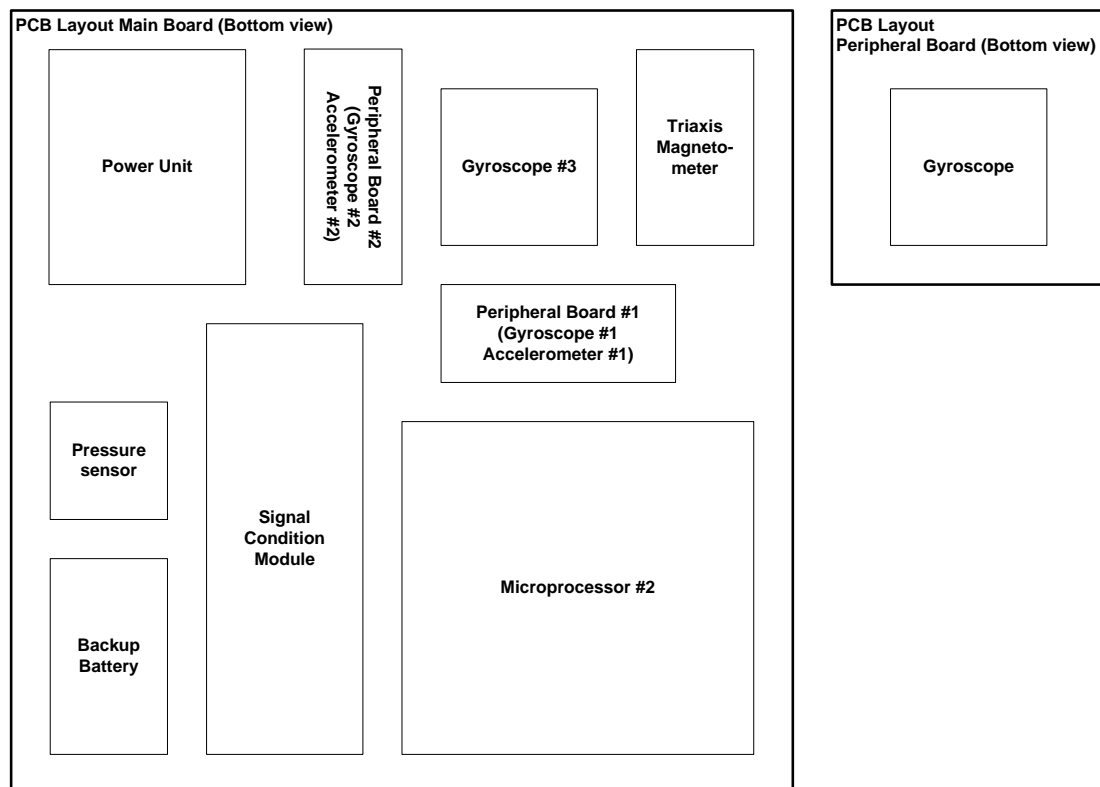 PCB Layout Main Board (Bottom view)
Power Unit
Peripheral Board #2
(Gyroscope #2
Accelerometer #2)
Gyroscope #3
Triaxis
Magneto-
meter
Peripheral Board #1
(Gyroscope #1
Accelerometer #1)
Pressure
sensor
Signal
Condition
Module
Microprocessor #2
Backup
Battery
PCB Layout
Peripheral Board (Bottom view)
Gyroscope